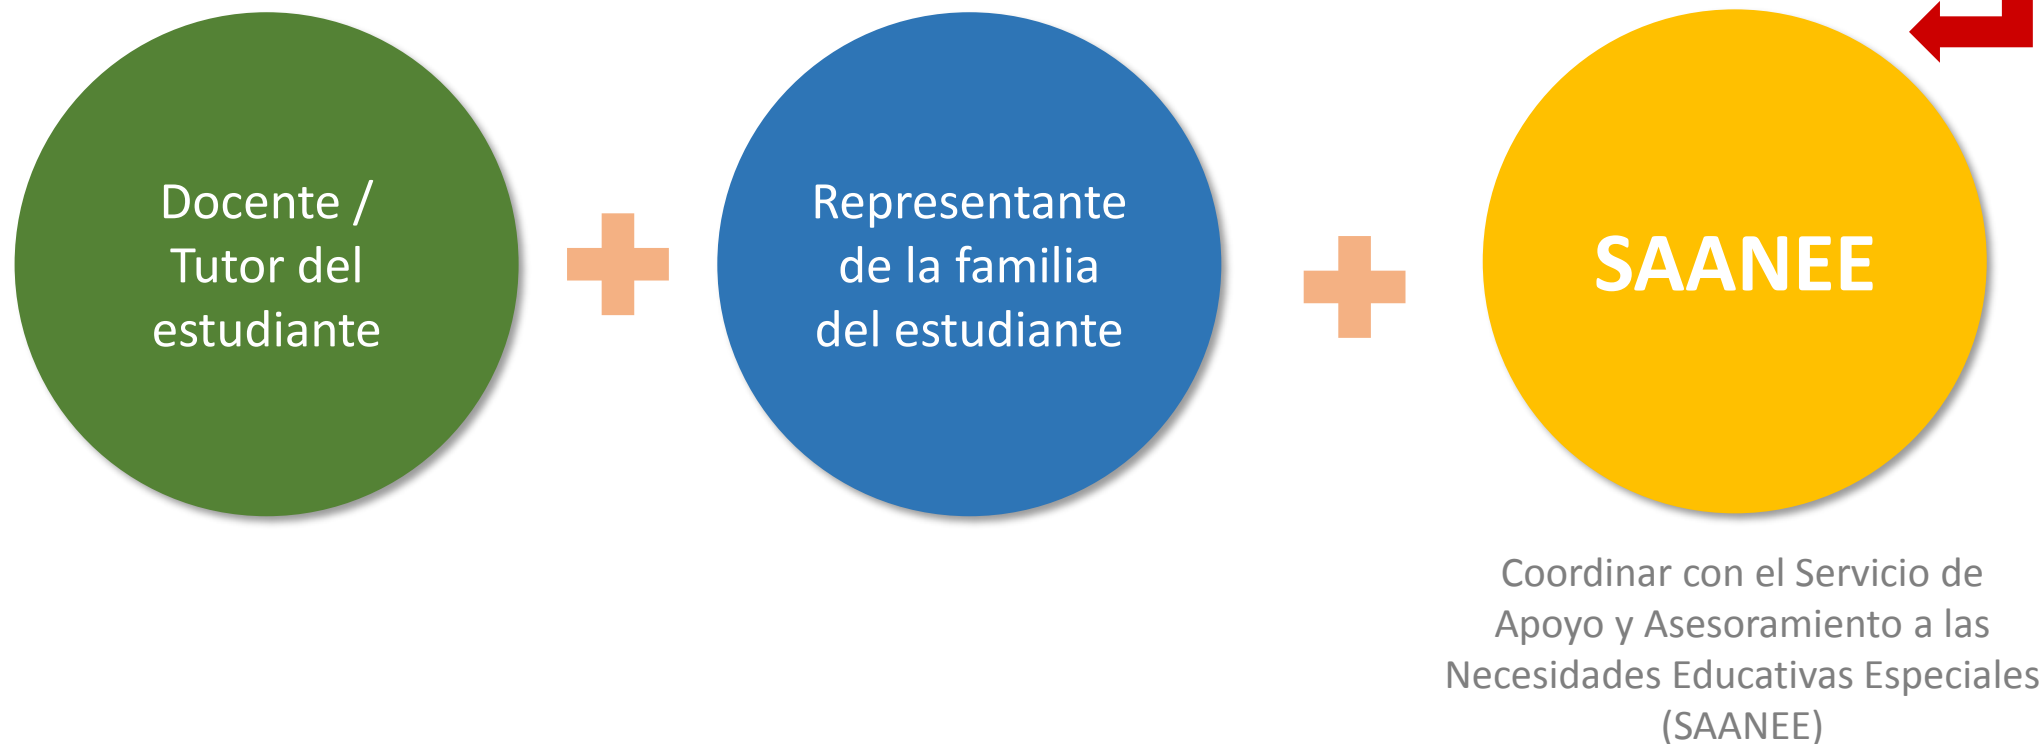 Docente /
Tutor del
estudiante
Representante
de la familia
del estudiante
SAANEE
Coordinar con el Servicio de
Apoyo y Asesoramiento a las
Necesidades Educativas Especiales
(SAANEE)